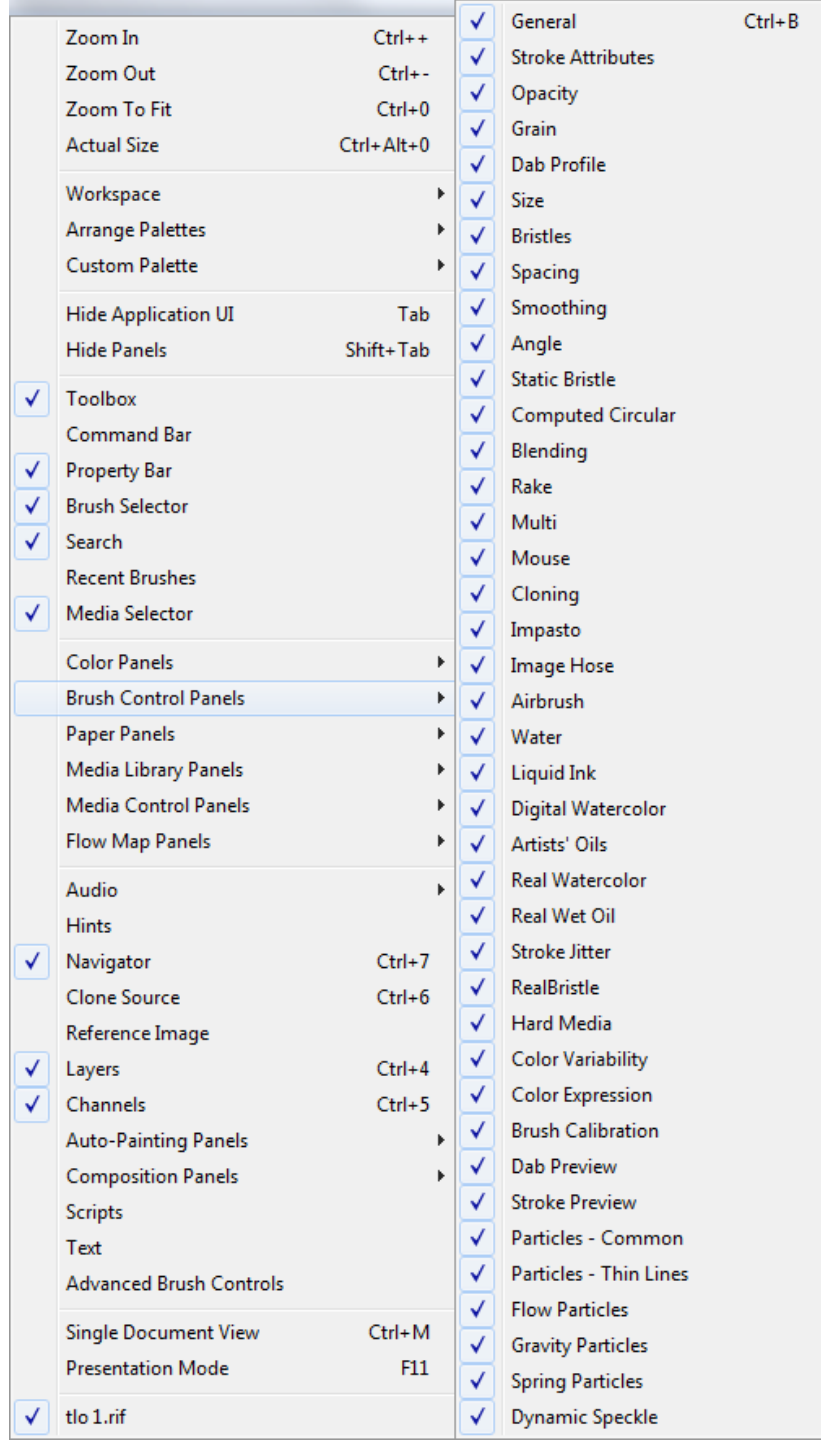 Zoom In Ctrl++
Zoom Out Ctrl+-
Zoom To Fit Ctrl+0
Actual Size Ctrl+Alt+0
Workspace
Arrange Palettes
Custom Palette
Hide Application UI Tab
Hide Panels Shift+Tab
Toolbox
Command Bar
Property Bar
Brush Selector
Search
Recent Brushes
Media Selector
Color Panels
Brush Control Panels
Paper Panels
Media Library Panels
Media Control Panels
Flow Map Panels
Audio
Hints
Navigator Ctrl+7
Clone Source Ctrl+6
Reference Image
Layers Ctrl+4
Channels Ctrl+5
Auto-Painting Panels
Composition Panels
Scripts
Text
Advanced Brush Controls
Single Document View Ctrl+M
Presentation Mode F11
tlo 1.rif
General Ctrl+B
Stroke Attributes
Opacity
Grain
Dab Profile
Size
Bristles
Spacing
Smoothing
Angle
Static Bristle
Computed Circular
Blending
Rake
Multi
Mouse
Cloning
Impasto
Image Hose
Airbrush
Water
Liquid Ink
Digital Watercolor
Artists' Oils
Real Watercolor
Real Wet Oil
Stroke Jitter
RealBristle
Hard Media
Color Variability
Color Expression
Brush Calibration
Dab Preview
Stroke Preview
Particles - Common
Particles - Thin Lines
Flow Particles
Gravity Particles
Spring Particles
Dynamic Speckle